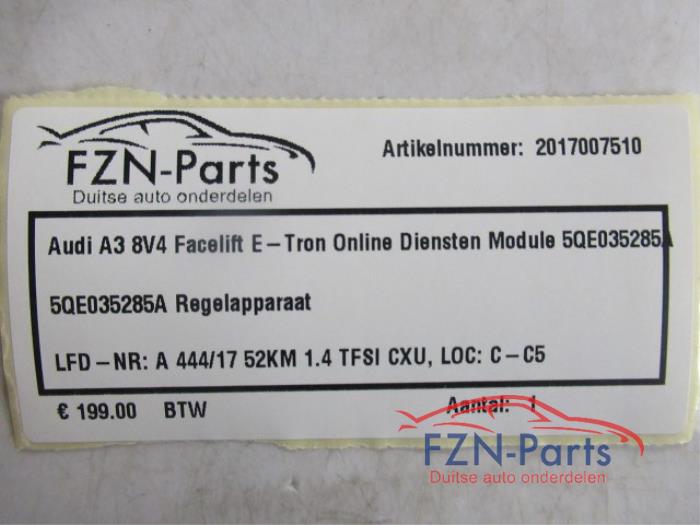 FZN-Parts
Duitse auto onderdelen
Artikelnummer: 2017007510
Audi A3 8V4 Facelift E-Tron Online Diensten Module 5QE035285A
5QE035285A Regelapparaat
LFD-NR: A 444/17 52KM 1.4 TFSI CXU, LOC: C-C5
€ 199.00 BTW
Aantal: 1
FZN-Parts
Duitse auto onderdelen